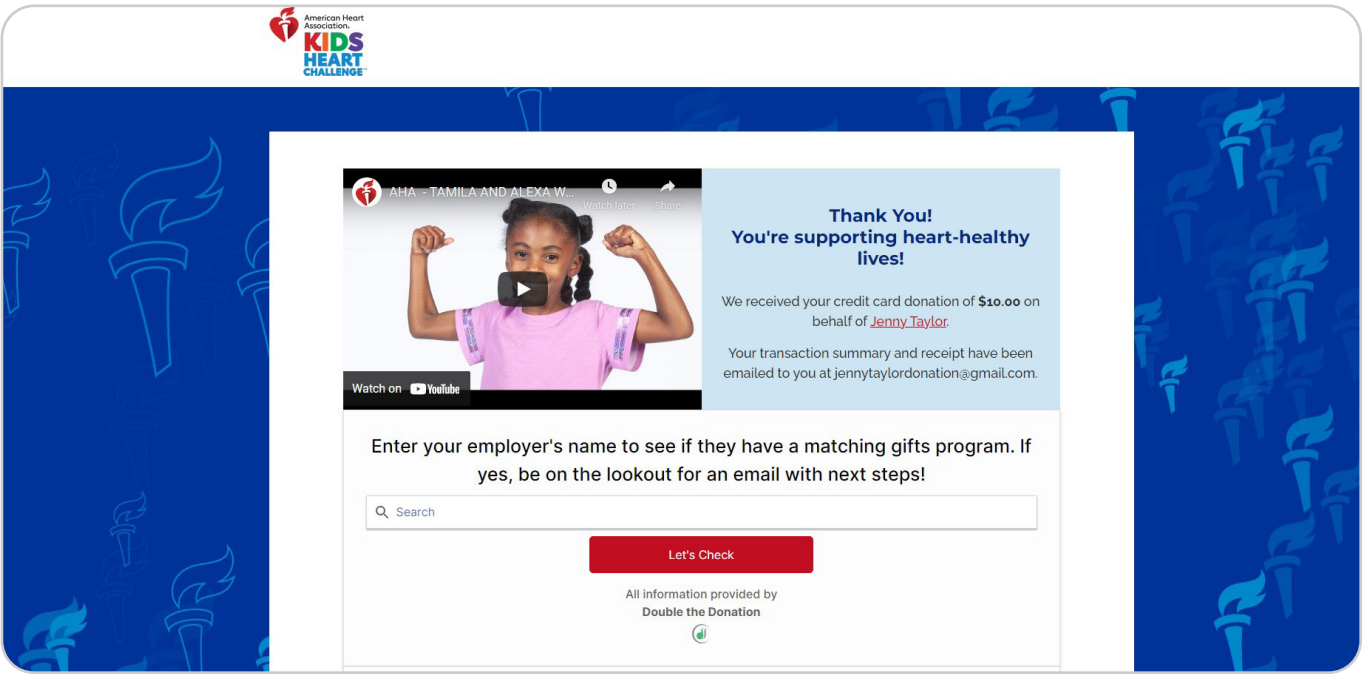 American Heart
Association.
KIDS
HEART
CHALLENGE™
AHA - TAMILA AND ALEXA W...
Watch later
Share
Watch on YouTube
Thank You!
You're supporting heart-healthy
lives!
We received your credit card donation of $10.00 on
behalf of Jenny Taylor.
Your transaction summary and receipt have been
emailed to you at jennytaylordonation@gmail.com.
Enter your employer's name to see if they have a matching gifts program. If
yes, be on the lookout for an email with next steps!
Search
Let's Check
All information provided by
Double the Donation